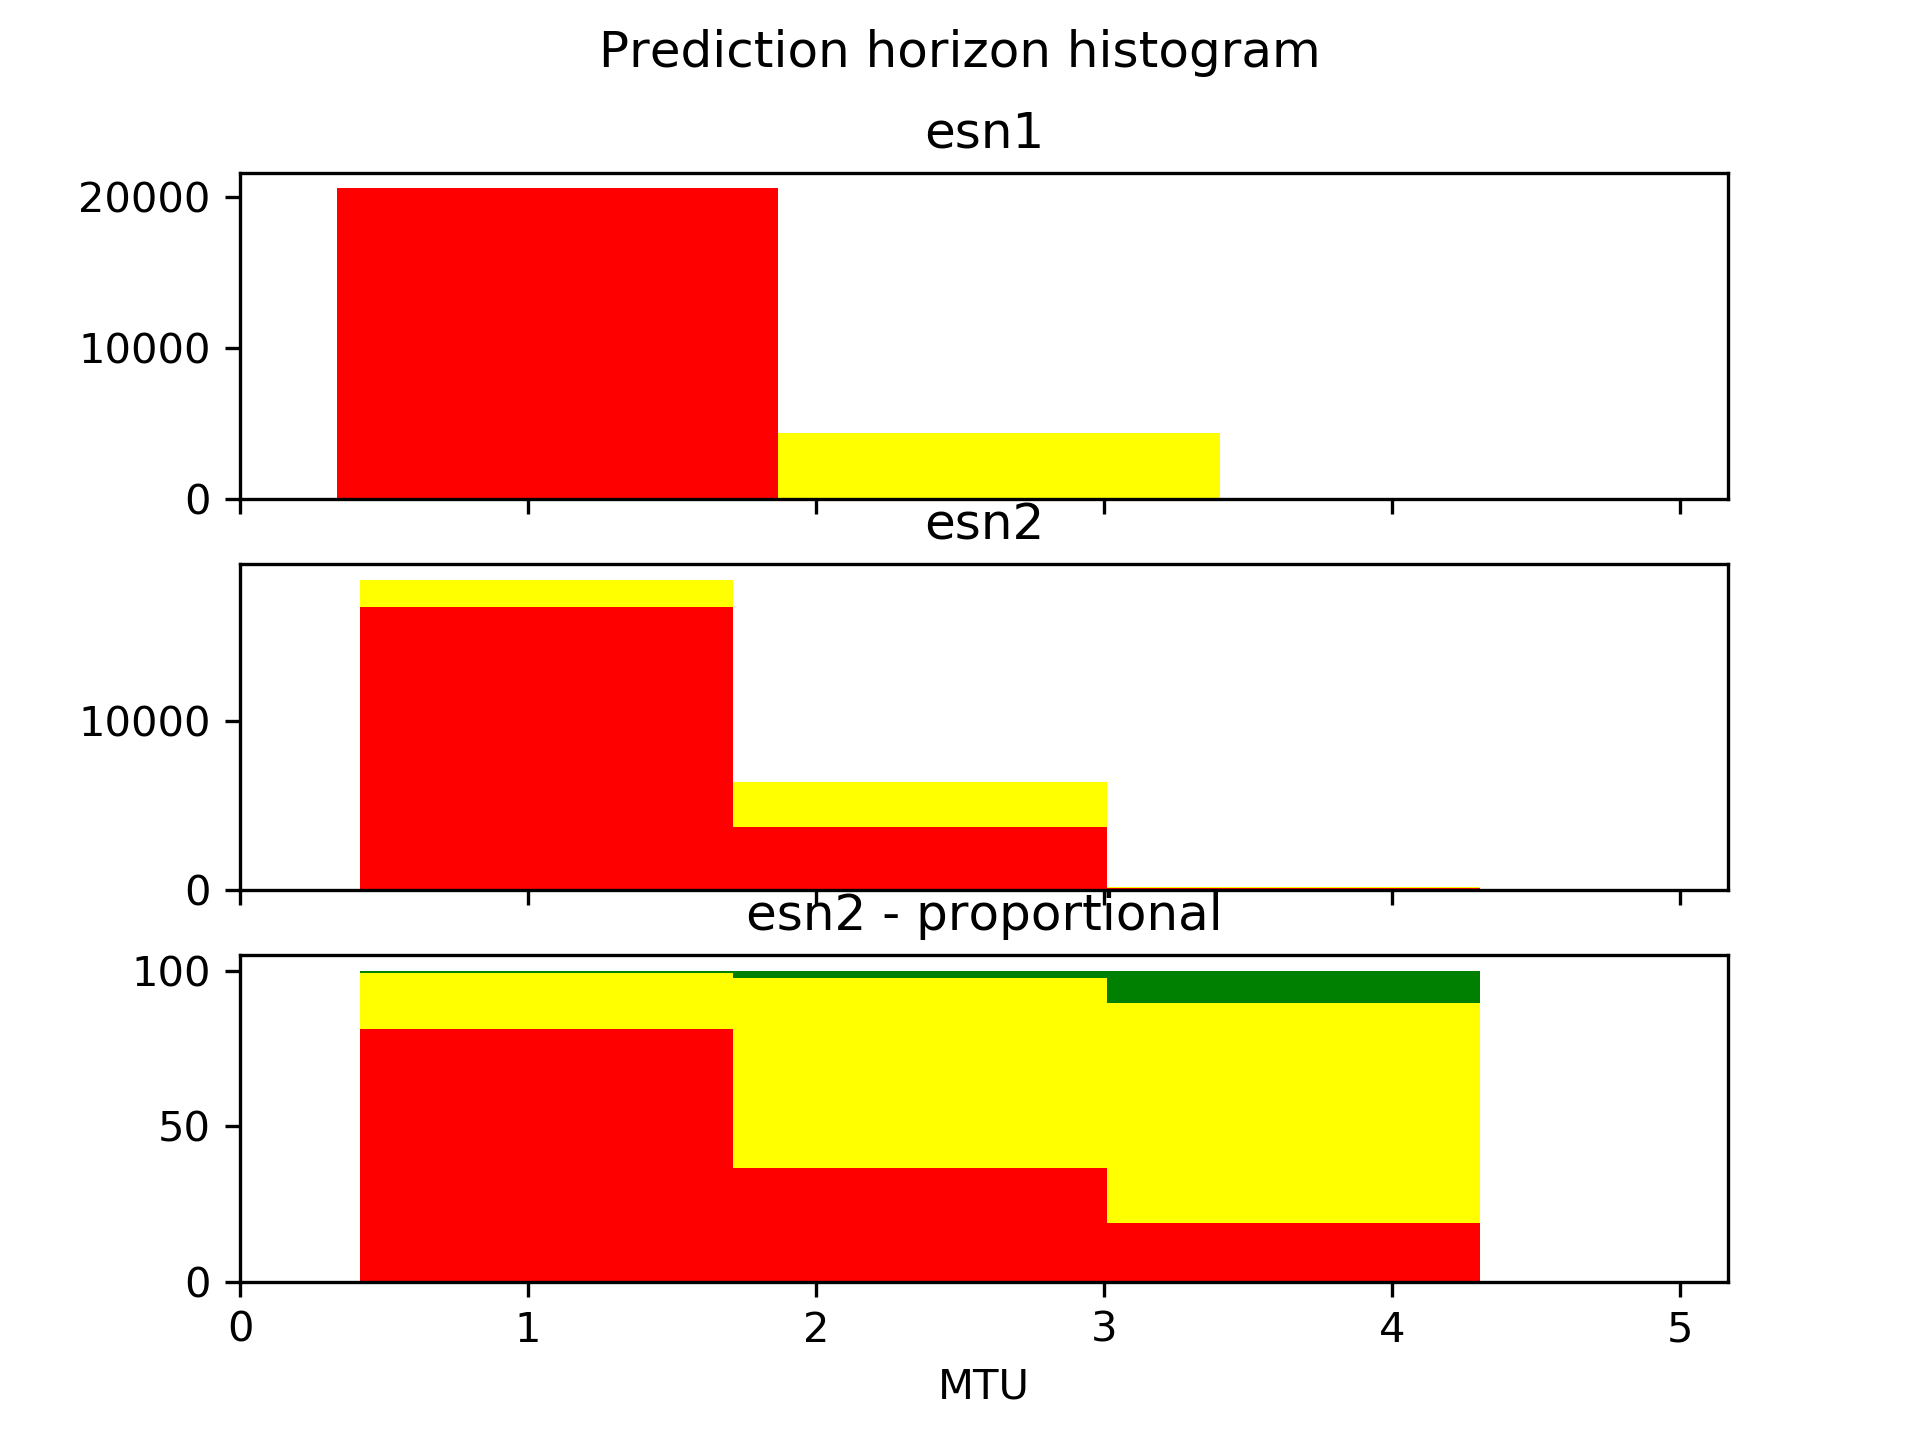 Prediction horizon histogram
esn1
20000
10000
0
esn2
10000
0
esn2 - proportional
100
50
0
0 1 2 3 4 5
MTU